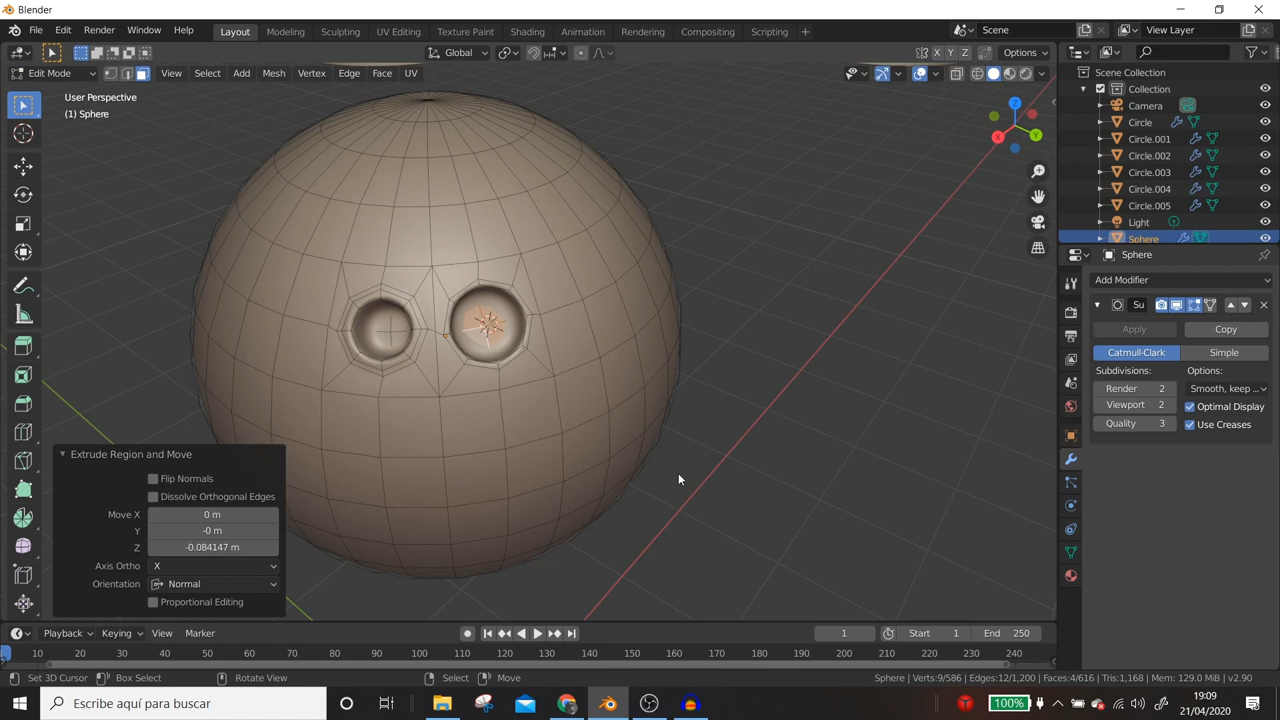 Blender
File Edit Render Window Help
Layout Modeling Sculpting UV Editing Texture Paint Shading Animation Rendering Compositing Scripting +
Scene
View Layer
Global
X Y Z Options
Edit Mode View Select Add Mesh Vertex Edge Face UV
User Perspective
(1) Sphere
Z
Y
X
Scene Collection
Collection
Camera
Circle
Circle.001
Circle.002
Circle.003
Circle.004
Circle.005
Light
Sphere
Sphere
Add Modifier
Su
Apply Copy
Catmull-Clark Simple
Subdivisions: Options:
Render 2 Smooth, keep ...
Viewport 2 Optimal Display
Quality 3 Use Creases
Extrude Region and Move
Flip Normals
Dissolve Orthogonal Edges
Move X 0 m
Y -0 m
Z -0.084147 m
Axis Ortho X
Orientation Normal
Proportional Editing
Playback Keying View Marker
1 Start 1 End 250
10 20 30 40 50 60 70 80 90 100 110 120 130 140 150 160 170 180 190 200 210 220 230 240
Set 3D Cursor Box Select Rotate View Select Move
Sphere | Verts:9/586 | Edges:12/1,200 | Faces:4/616 | Tris:1,168 | Mem: 129.0 MiB | v2.90
Escribe aquí para buscar
100%
19:09
21/04/2020